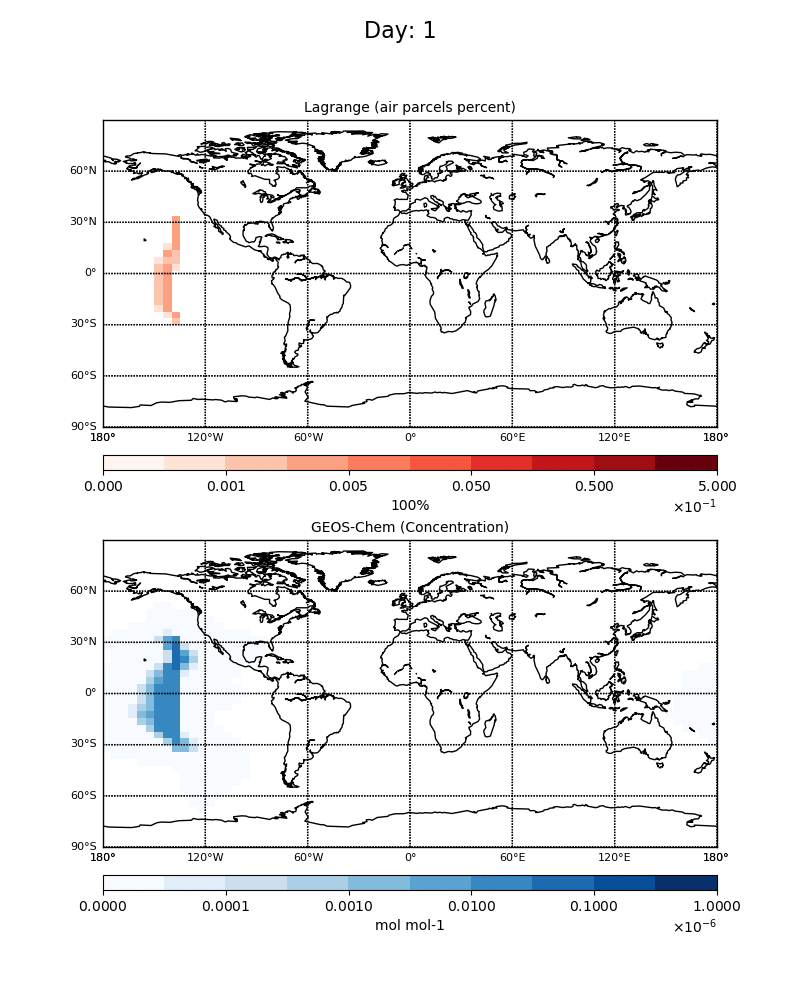 Day: 1
Lagrange (air parcels percent)
60°N
30°N
0°
30°S
60°S
90°S
180° 120°W 60°W 0° 60°E 120°E 180°
0.000 0.001 0.005 0.050 0.500 5.000
100% ×10⁻¹
GEOS-Chem (Concentration)
60°N
30°N
0°
30°S
60°S
90°S
180° 120°W 60°W 0° 60°E 120°E 180°
0.0000 0.0001 0.0010 0.0100 0.1000 1.0000
mol mol-1 ×10⁻⁶